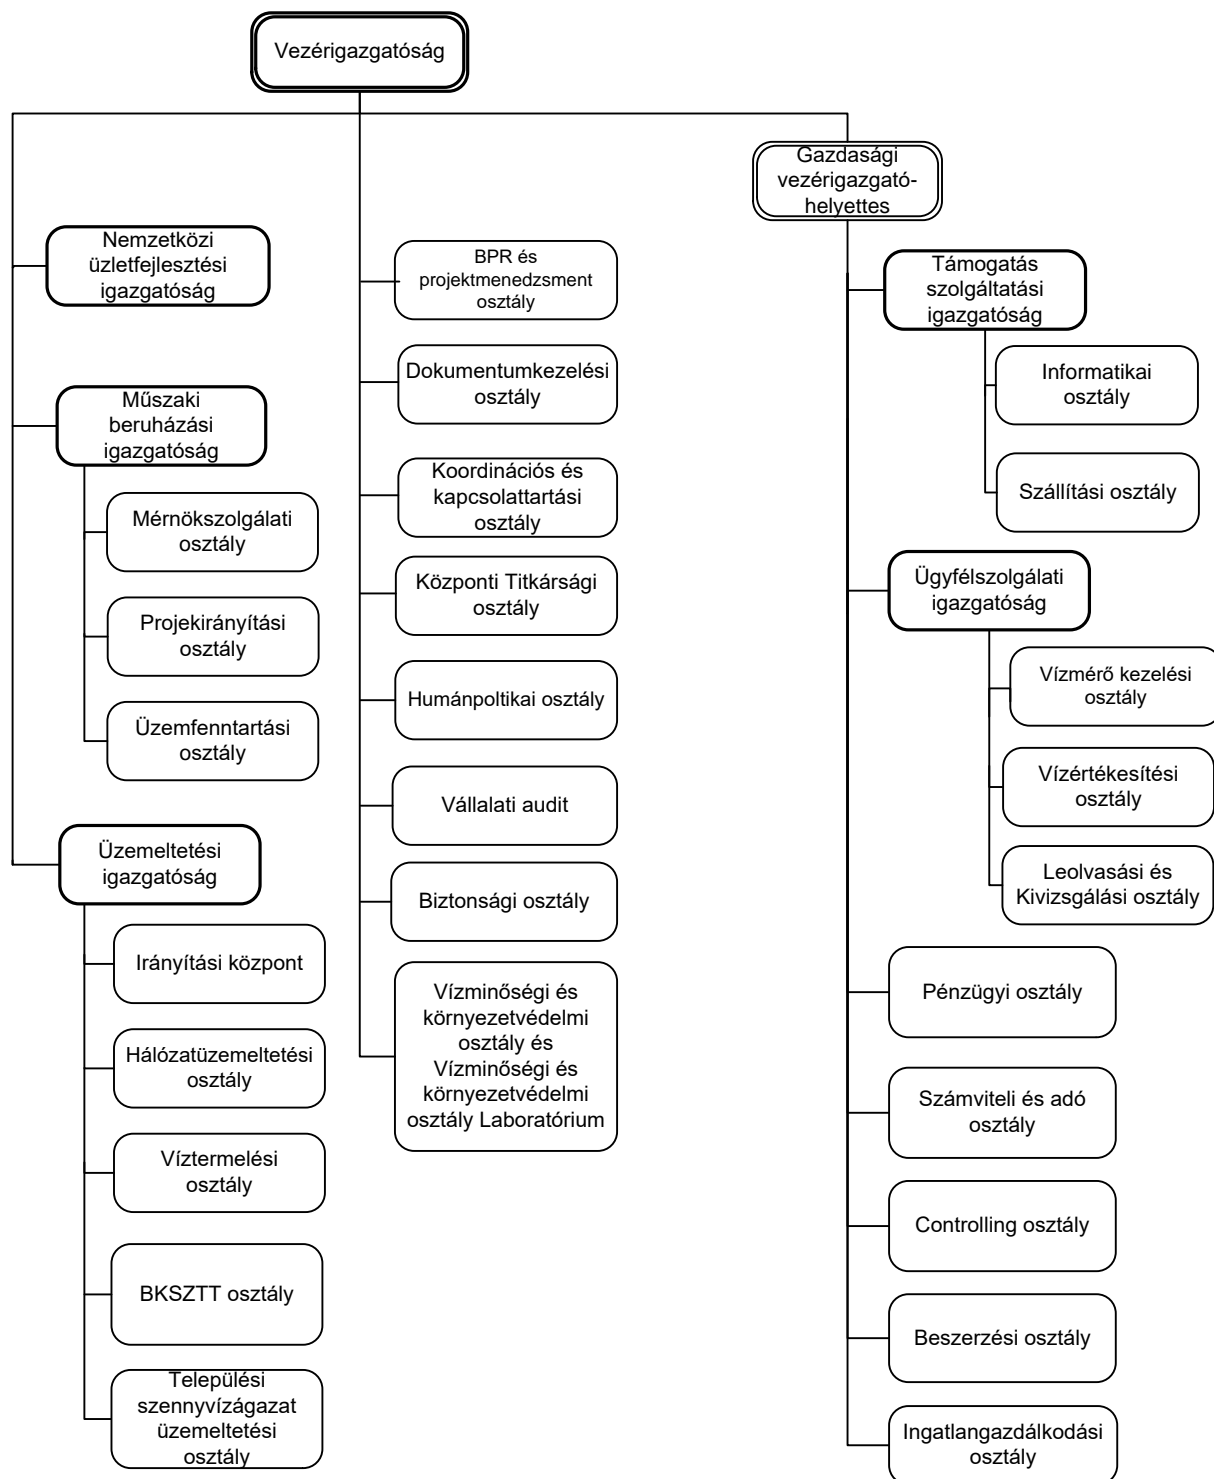 Vezérigazgatóság
Nemzetközi
üzletfejlesztési
igazgatóság
Műszaki
beruházási
igazgatóság
Mérnökszolgálati
osztály
Projekirányítási
osztály
Üzemfenntartási
osztály
Üzemeltetési
igazgatóság
Irányítási központ
Hálózatüzemeltetési
osztály
Víztermelési
osztály
BKSZTT osztály
Települési
szennyvízágazat
üzemeltetési
osztály
BPR és
projektmenedzsment
osztály
Dokumentumkezelési
osztály
Koordinációs és
kapcsolattartási
osztály
Központi Titkársági
osztály
Humánpoltikai osztály
Vállalati audit
Biztonsági osztály
Vízminőségi és
környezetvédelmi
osztály és
Vízminőségi és
környezetvédelmi
osztály Laboratórium
Gazdasági
vezérigazgató-
helyettes
Támogatás
szolgáltatási
igazgatóság
Informatikai
osztály
Szállítási osztály
Ügyfélszolgálati
igazgatóság
Vízmérő kezelési
osztály
Vízértékesítési
osztály
Leolvasási és
Kivizsgálási osztály
Pénzügyi osztály
Számviteli és adó
osztály
Controlling osztály
Beszerzési osztály
Ingatlangazdálkodási
osztály